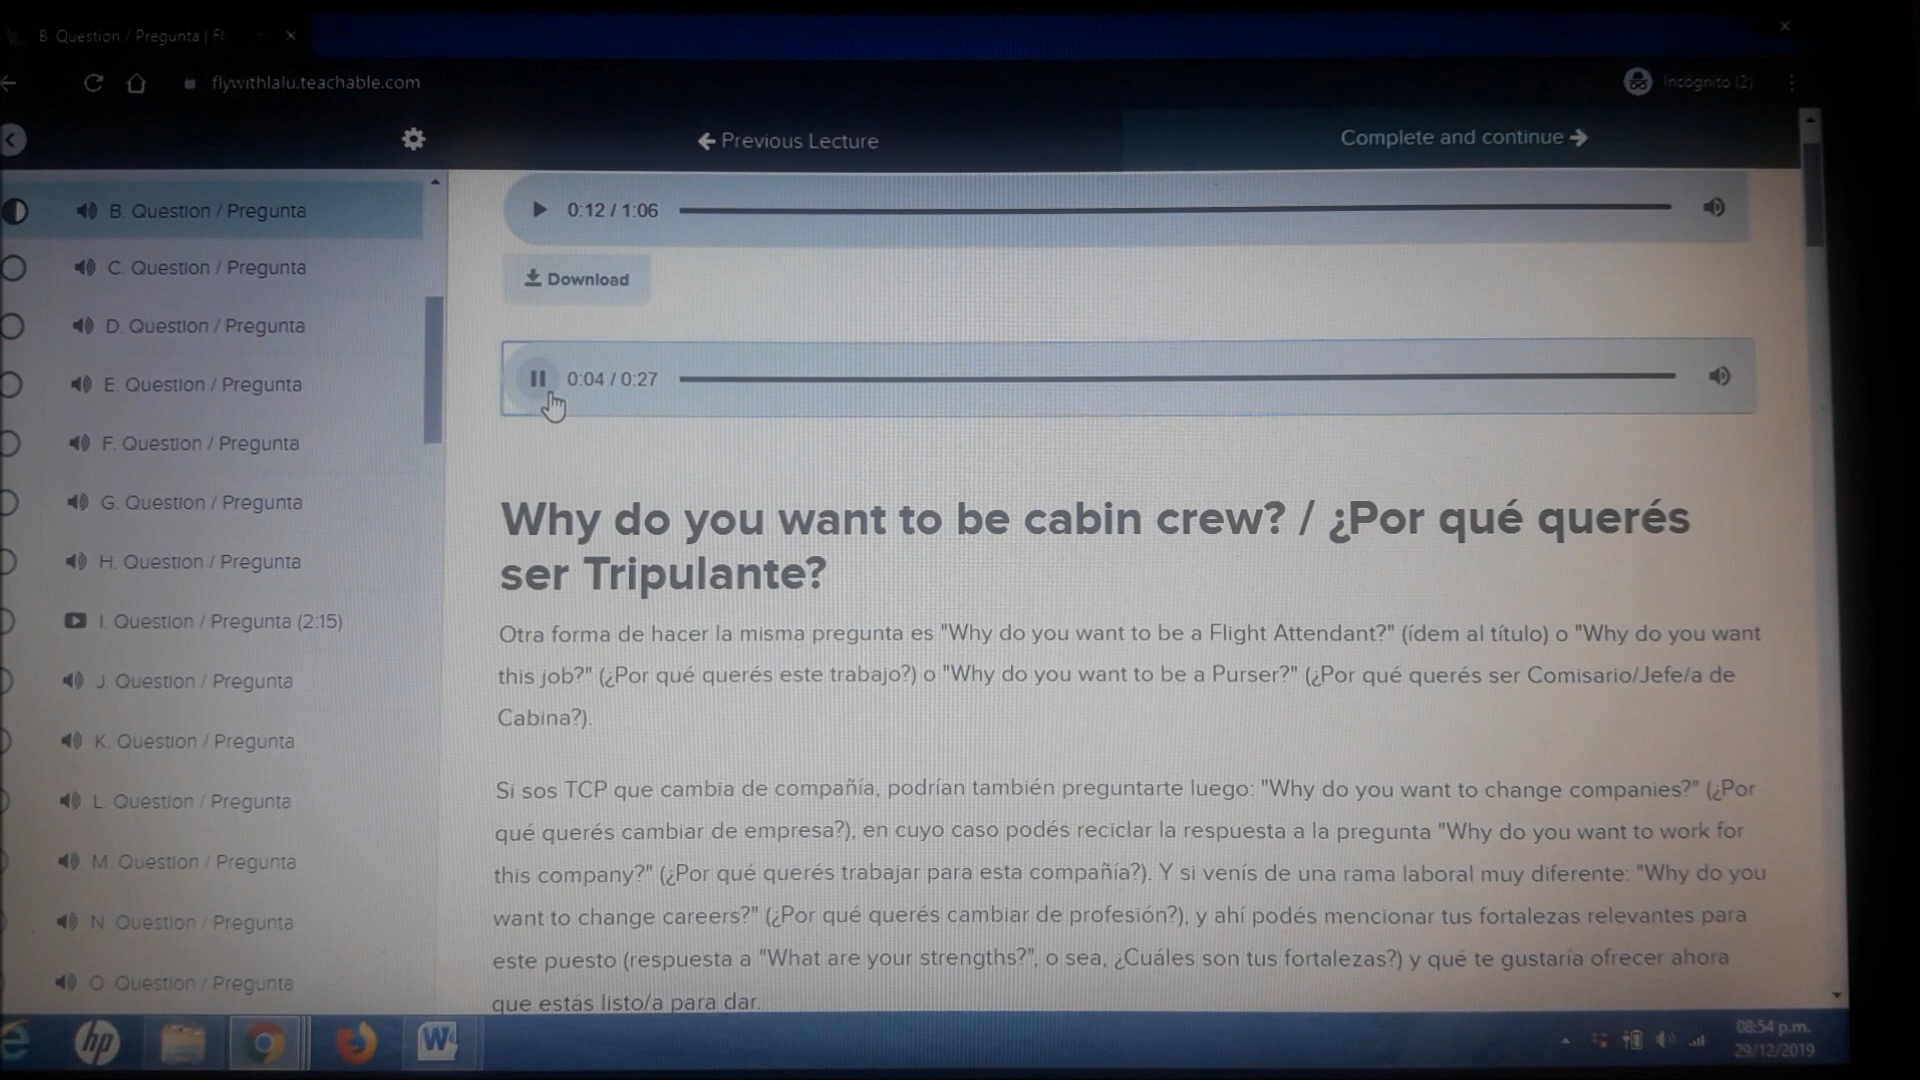 B. Question / Pregunta | Fl
flywithlalu.teachable.com
Incognito (2)
Previous Lecture
Complete and continue
B. Question / Pregunta
C. Question / Pregunta
D. Question / Pregunta
E. Question / Pregunta
F. Question / Pregunta
G. Question / Pregunta
H. Question / Pregunta
I. Question / Pregunta (2:15)
J. Question / Pregunta
K. Question / Pregunta
L. Question / Pregunta
M. Question / Pregunta
N. Question / Pregunta
O. Question / Pregunta
0:12 / 1:06
Download
0:04 / 0:27
Why do you want to be cabin crew? / ¿Por qué querés
ser Tripulante?
Otra forma de hacer la misma pregunta es "Why do you want to be a Flight Attendant?" (ídem al título) o "Why do you want
this job?" (¿Por qué querés este trabajo?) o "Why do you want to be a Purser?" (¿Por qué querés ser Comisario/Jefe/a de
Cabina?).
Si sos TCP que cambia de compañía, podrían también preguntarte luego: "Why do you want to change companies?" (¿Por
qué querés cambiar de empresa?), en cuyo caso podés reciclar la respuesta a la pregunta "Why do you want to work for
this company?" (¿Por qué querés trabajar para esta compañía?). Y si venís de una rama laboral muy diferente: "Why do you
want to change careers?" (¿Por qué querés cambiar de profesión?), y ahí podés mencionar tus fortalezas relevantes para
este puesto (respuesta a "What are your strengths?", o sea, ¿Cuáles son tus fortalezas?) y qué te gustaría ofrecer ahora
que estás listo/a para dar.
hp
W
08:54 p.m.
29/12/2019